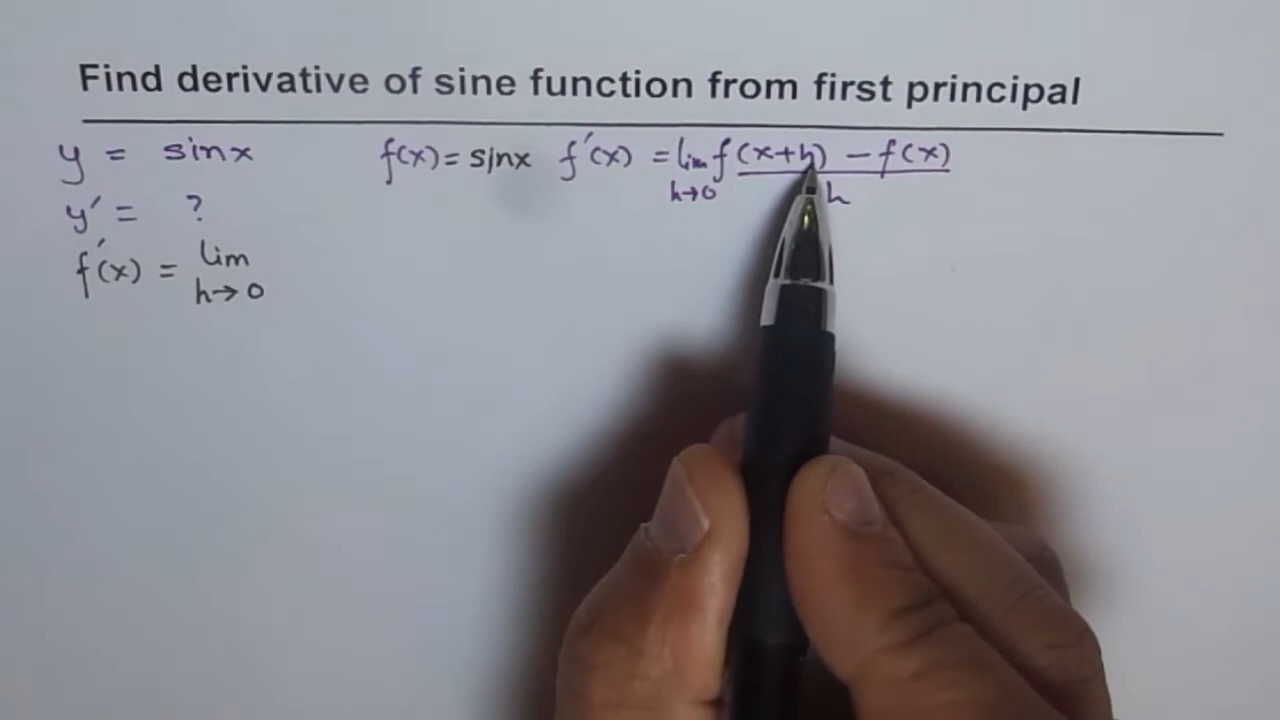 Find derivative of sine function from first principal
y = sinx f(x) = sinx f'(x) = lim f(x+h) - f(x)
h→0 h
y' = ?
f'(x) = lim
h→0